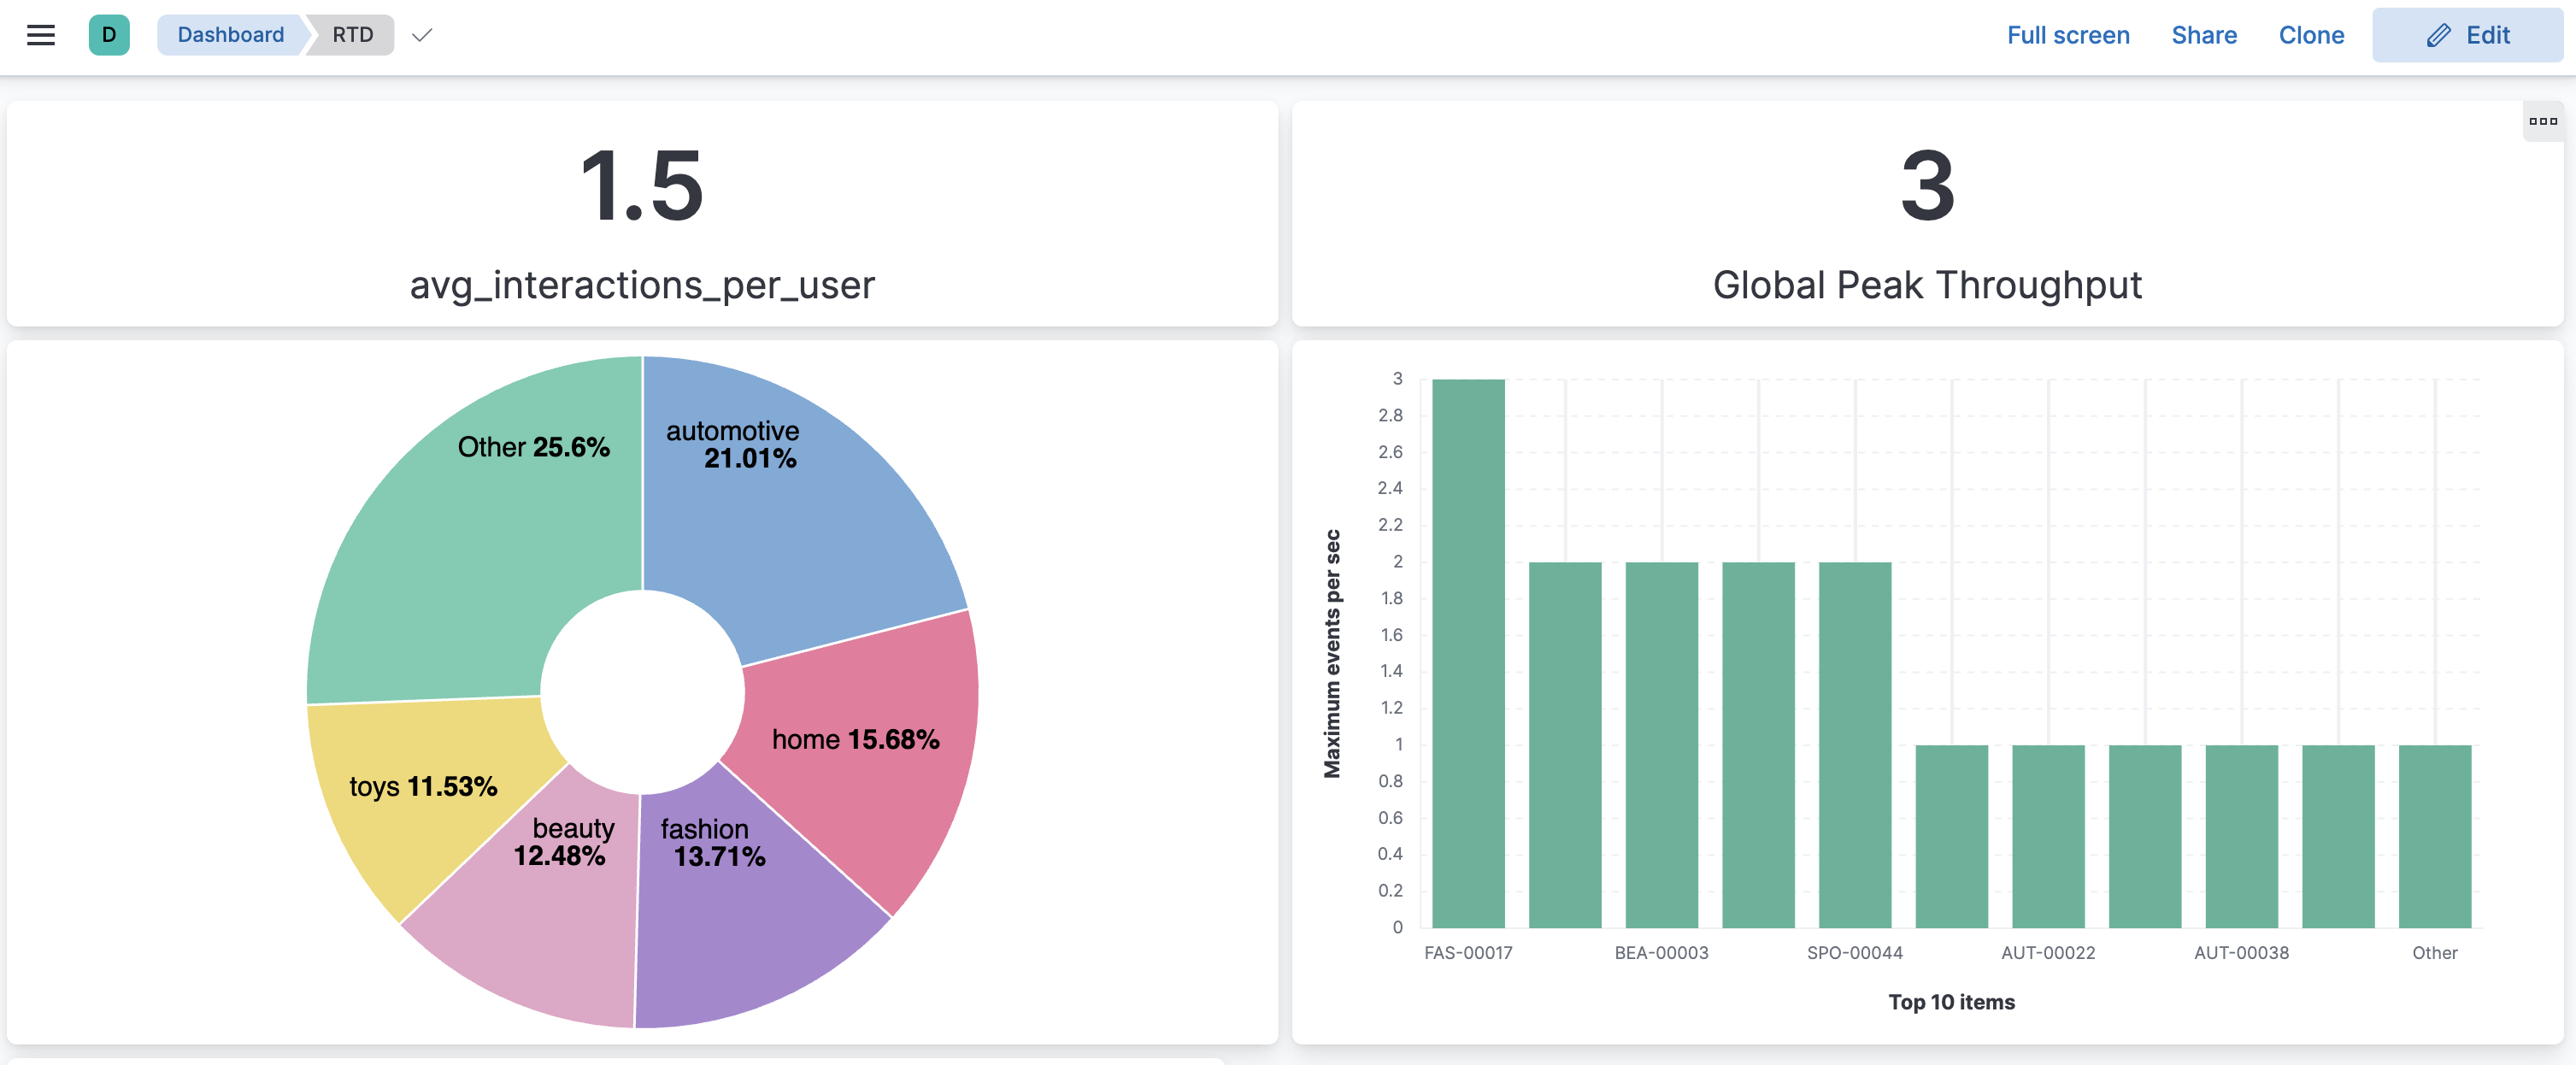 D Dashboard RTD Full screen Share Clone Edit
1.5
avg_interactions_per_user
3
Global Peak Throughput
Other 25.6%
automotive
21.01%
home 15.68%
toys 11.53%
beauty
12.48%
fashion
13.71%
Maximum events per sec
3
2.8
2.6
2.4
2.2
2
1.8
1.6
1.4
1.2
1
0.8
0.6
0.4
0.2
0
FAS-00017 BEA-00003 SPO-00044 AUT-00022 AUT-00038 Other
Top 10 items